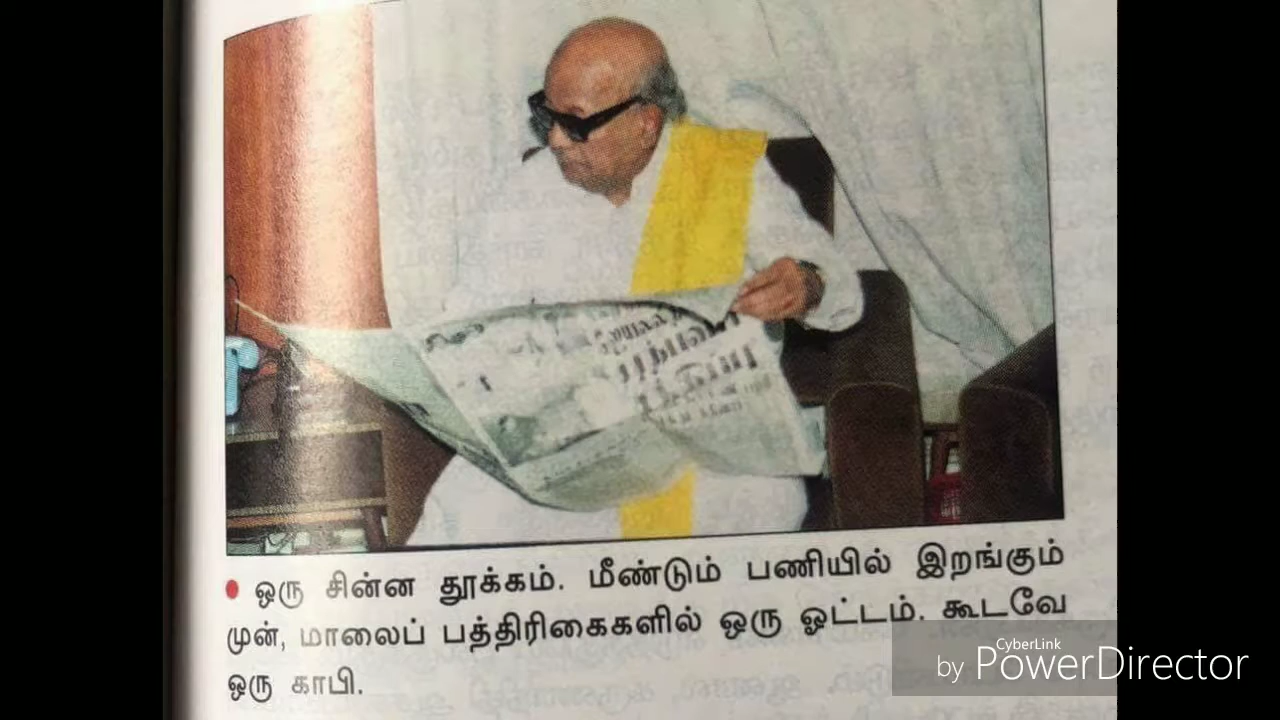 • ஒரு சின்ன தூக்கம். மீண்டும் பணியில் இறங்கும்
முன், மாலைப் பத்திரிகைகளில் ஒரு ஓட்டம். கூடவே
ஒரு காபி.
CyberLink
by PowerDirector